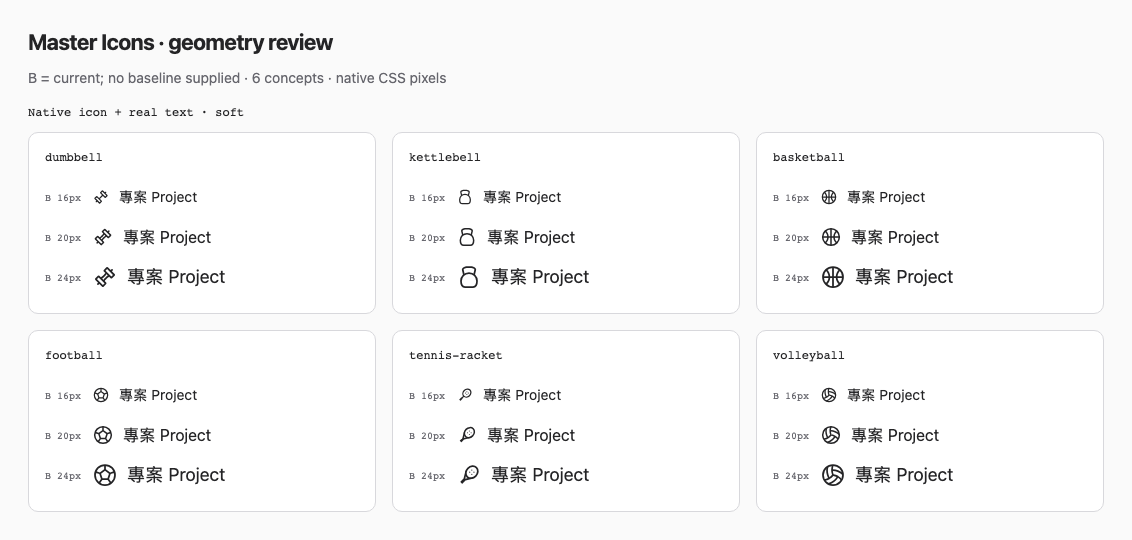 Master Icons · geometry review
B = current; no baseline supplied · 6 concepts · native CSS pixels
Native icon + real text · soft
dumbbell
B 16px 專案 Project
B 20px 專案 Project
B 24px 專案 Project
kettlebell
B 16px 專案 Project
B 20px 專案 Project
B 24px 專案 Project
basketball
B 16px 專案 Project
B 20px 專案 Project
B 24px 專案 Project
football
B 16px 專案 Project
B 20px 專案 Project
B 24px 專案 Project
tennis-racket
B 16px 專案 Project
B 20px 專案 Project
B 24px 專案 Project
volleyball
B 16px 專案 Project
B 20px 專案 Project
B 24px 專案 Project